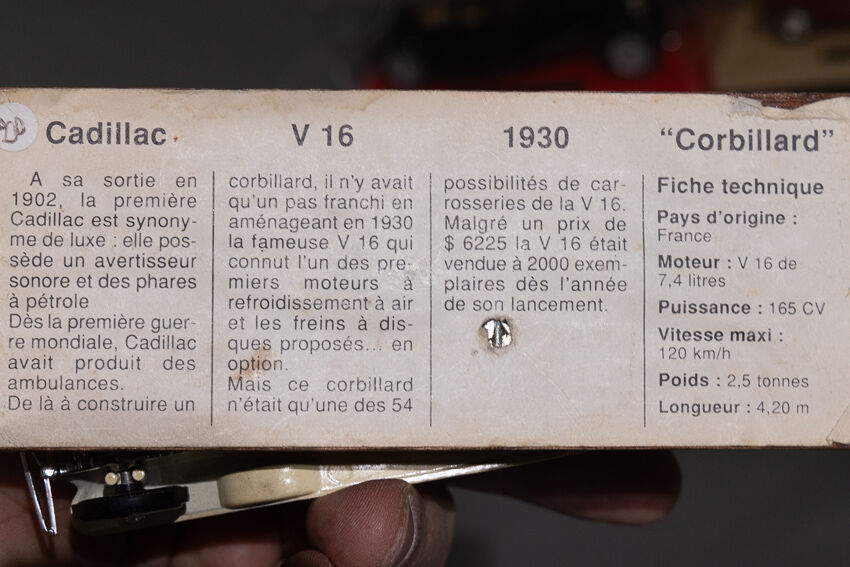 Cadillac
V 16
1930
“Corbillard”
A sa sortie en
1902, la première
Cadillac est synony-
me de luxe : elle pos-
sède un avertisseur
sonore et des phares
à pétrole
Dès la première guer-
re mondiale, Cadillac
avait produit des
ambulances.
De là à construire un
corbillard, il n'y avait
qu'un pas franchi en
aménageant en 1930
la fameuse V 16 qui
connut l'un des pre-
miers moteurs à
refroidissement à air
et les freins à dis-
ques proposés... en
option.
Mais ce corbillard
n'était qu'une des 54
possibilités de car-
rosseries de la V 16.
Malgré un prix de
$ 6225 la V 16 était
vendue à 2000 exem-
plaires dès l'année
de son lancement.
Fiche technique
Pays d'origine :
France
Moteur : V 16 de
7,4 litres
Puissance : 165 CV
Vitesse maxi :
120 km/h
Poids : 2,5 tonnes
Longueur : 4,20 m